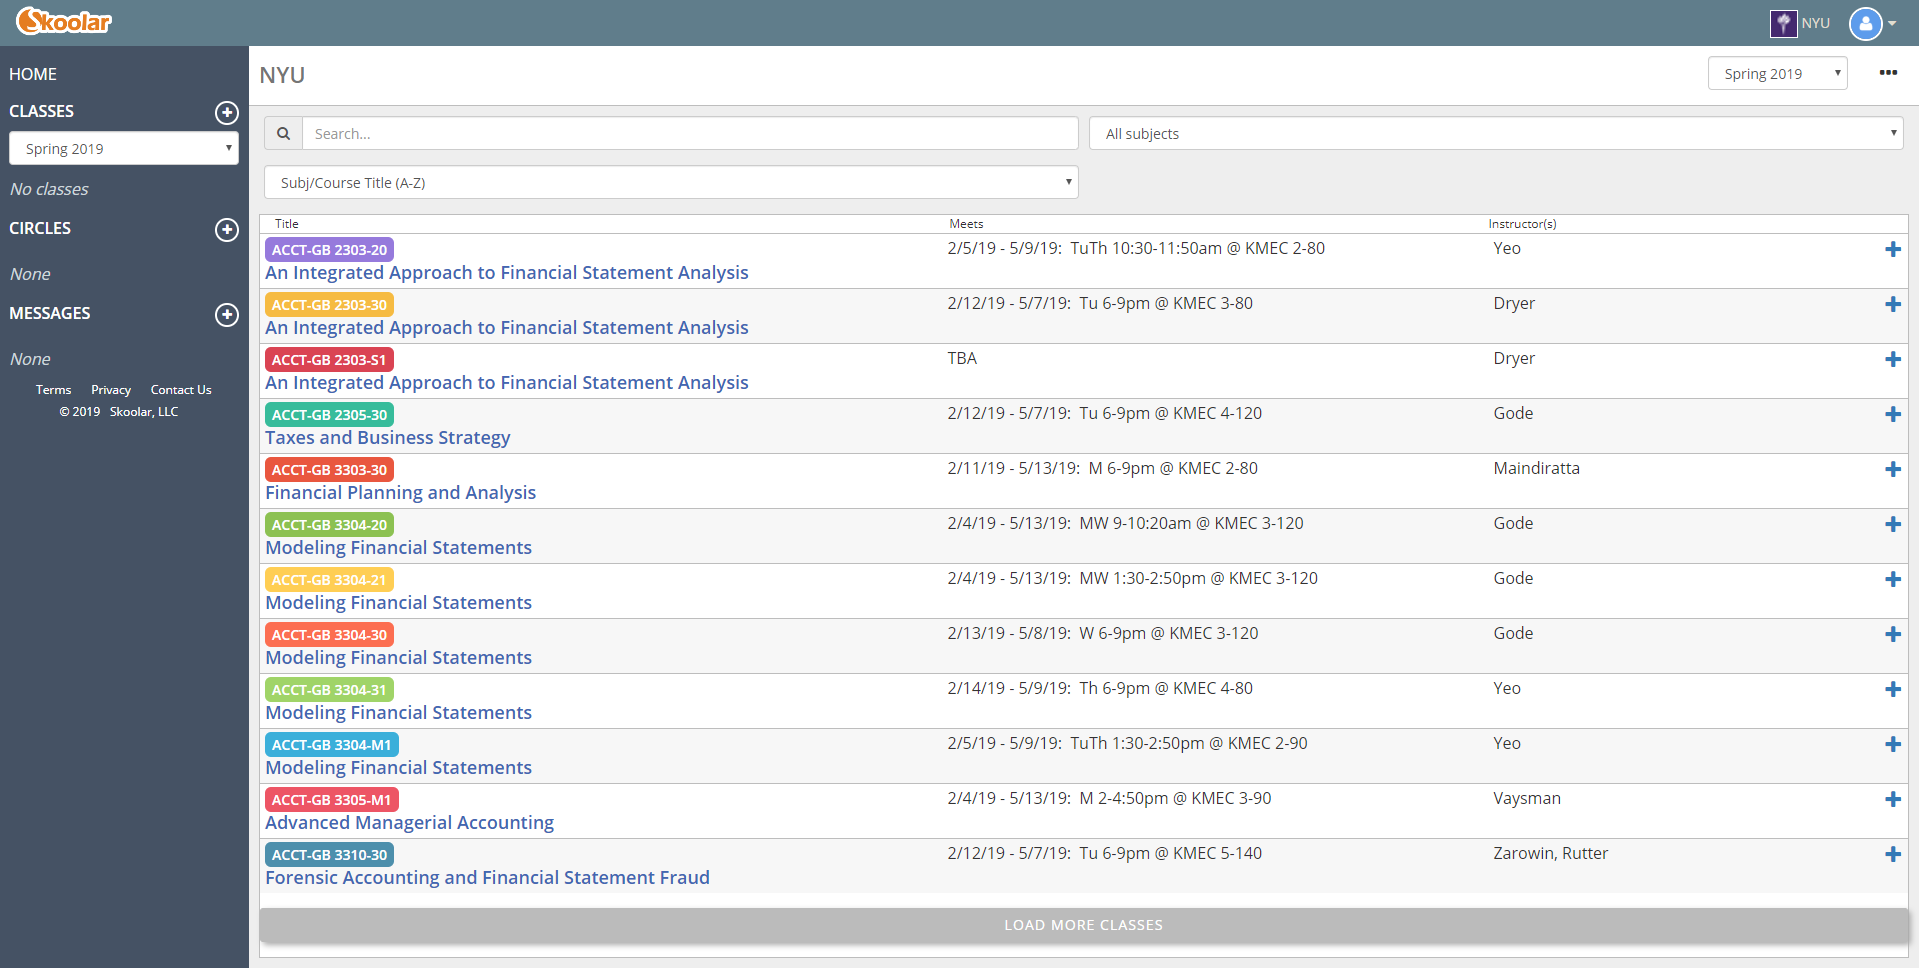 Skoolar
NYU
HOME
CLASSES
Spring 2019
No classes
CIRCLES
None
MESSAGES
None
Terms Privacy Contact Us
© 2019 Skoolar, LLC
NYU
Spring 2019
Search...
All subjects
Subj/Course Title (A-Z)
Title Meets Instructor(s)
ACCT-GB 2303-20 2/5/19 - 5/9/19: TuTh 10:30-11:50am @ KMEC 2-80 Yeo
An Integrated Approach to Financial Statement Analysis
ACCT-GB 2303-30 2/12/19 - 5/7/19: Tu 6-9pm @ KMEC 3-80 Dryer
An Integrated Approach to Financial Statement Analysis
ACCT-GB 2303-S1 TBA Dryer
An Integrated Approach to Financial Statement Analysis
ACCT-GB 2305-30 2/12/19 - 5/7/19: Tu 6-9pm @ KMEC 4-120 Gode
Taxes and Business Strategy
ACCT-GB 3303-30 2/11/19 - 5/13/19: M 6-9pm @ KMEC 2-80 Maindiratta
Financial Planning and Analysis
ACCT-GB 3304-20 2/4/19 - 5/13/19: MW 9-10:20am @ KMEC 3-120 Gode
Modeling Financial Statements
ACCT-GB 3304-21 2/4/19 - 5/13/19: MW 1:30-2:50pm @ KMEC 3-120 Gode
Modeling Financial Statements
ACCT-GB 3304-30 2/13/19 - 5/8/19: W 6-9pm @ KMEC 3-120 Gode
Modeling Financial Statements
ACCT-GB 3304-31 2/14/19 - 5/9/19: Th 6-9pm @ KMEC 4-80 Yeo
Modeling Financial Statements
ACCT-GB 3304-M1 2/5/19 - 5/9/19: TuTh 1:30-2:50pm @ KMEC 2-90 Yeo
Modeling Financial Statements
ACCT-GB 3305-M1 2/4/19 - 5/13/19: M 2-4:50pm @ KMEC 3-90 Vaysman
Advanced Managerial Accounting
ACCT-GB 3310-30 2/12/19 - 5/7/19: Tu 6-9pm @ KMEC 5-140 Zarowin, Rutter
Forensic Accounting and Financial Statement Fraud
LOAD MORE CLASSES